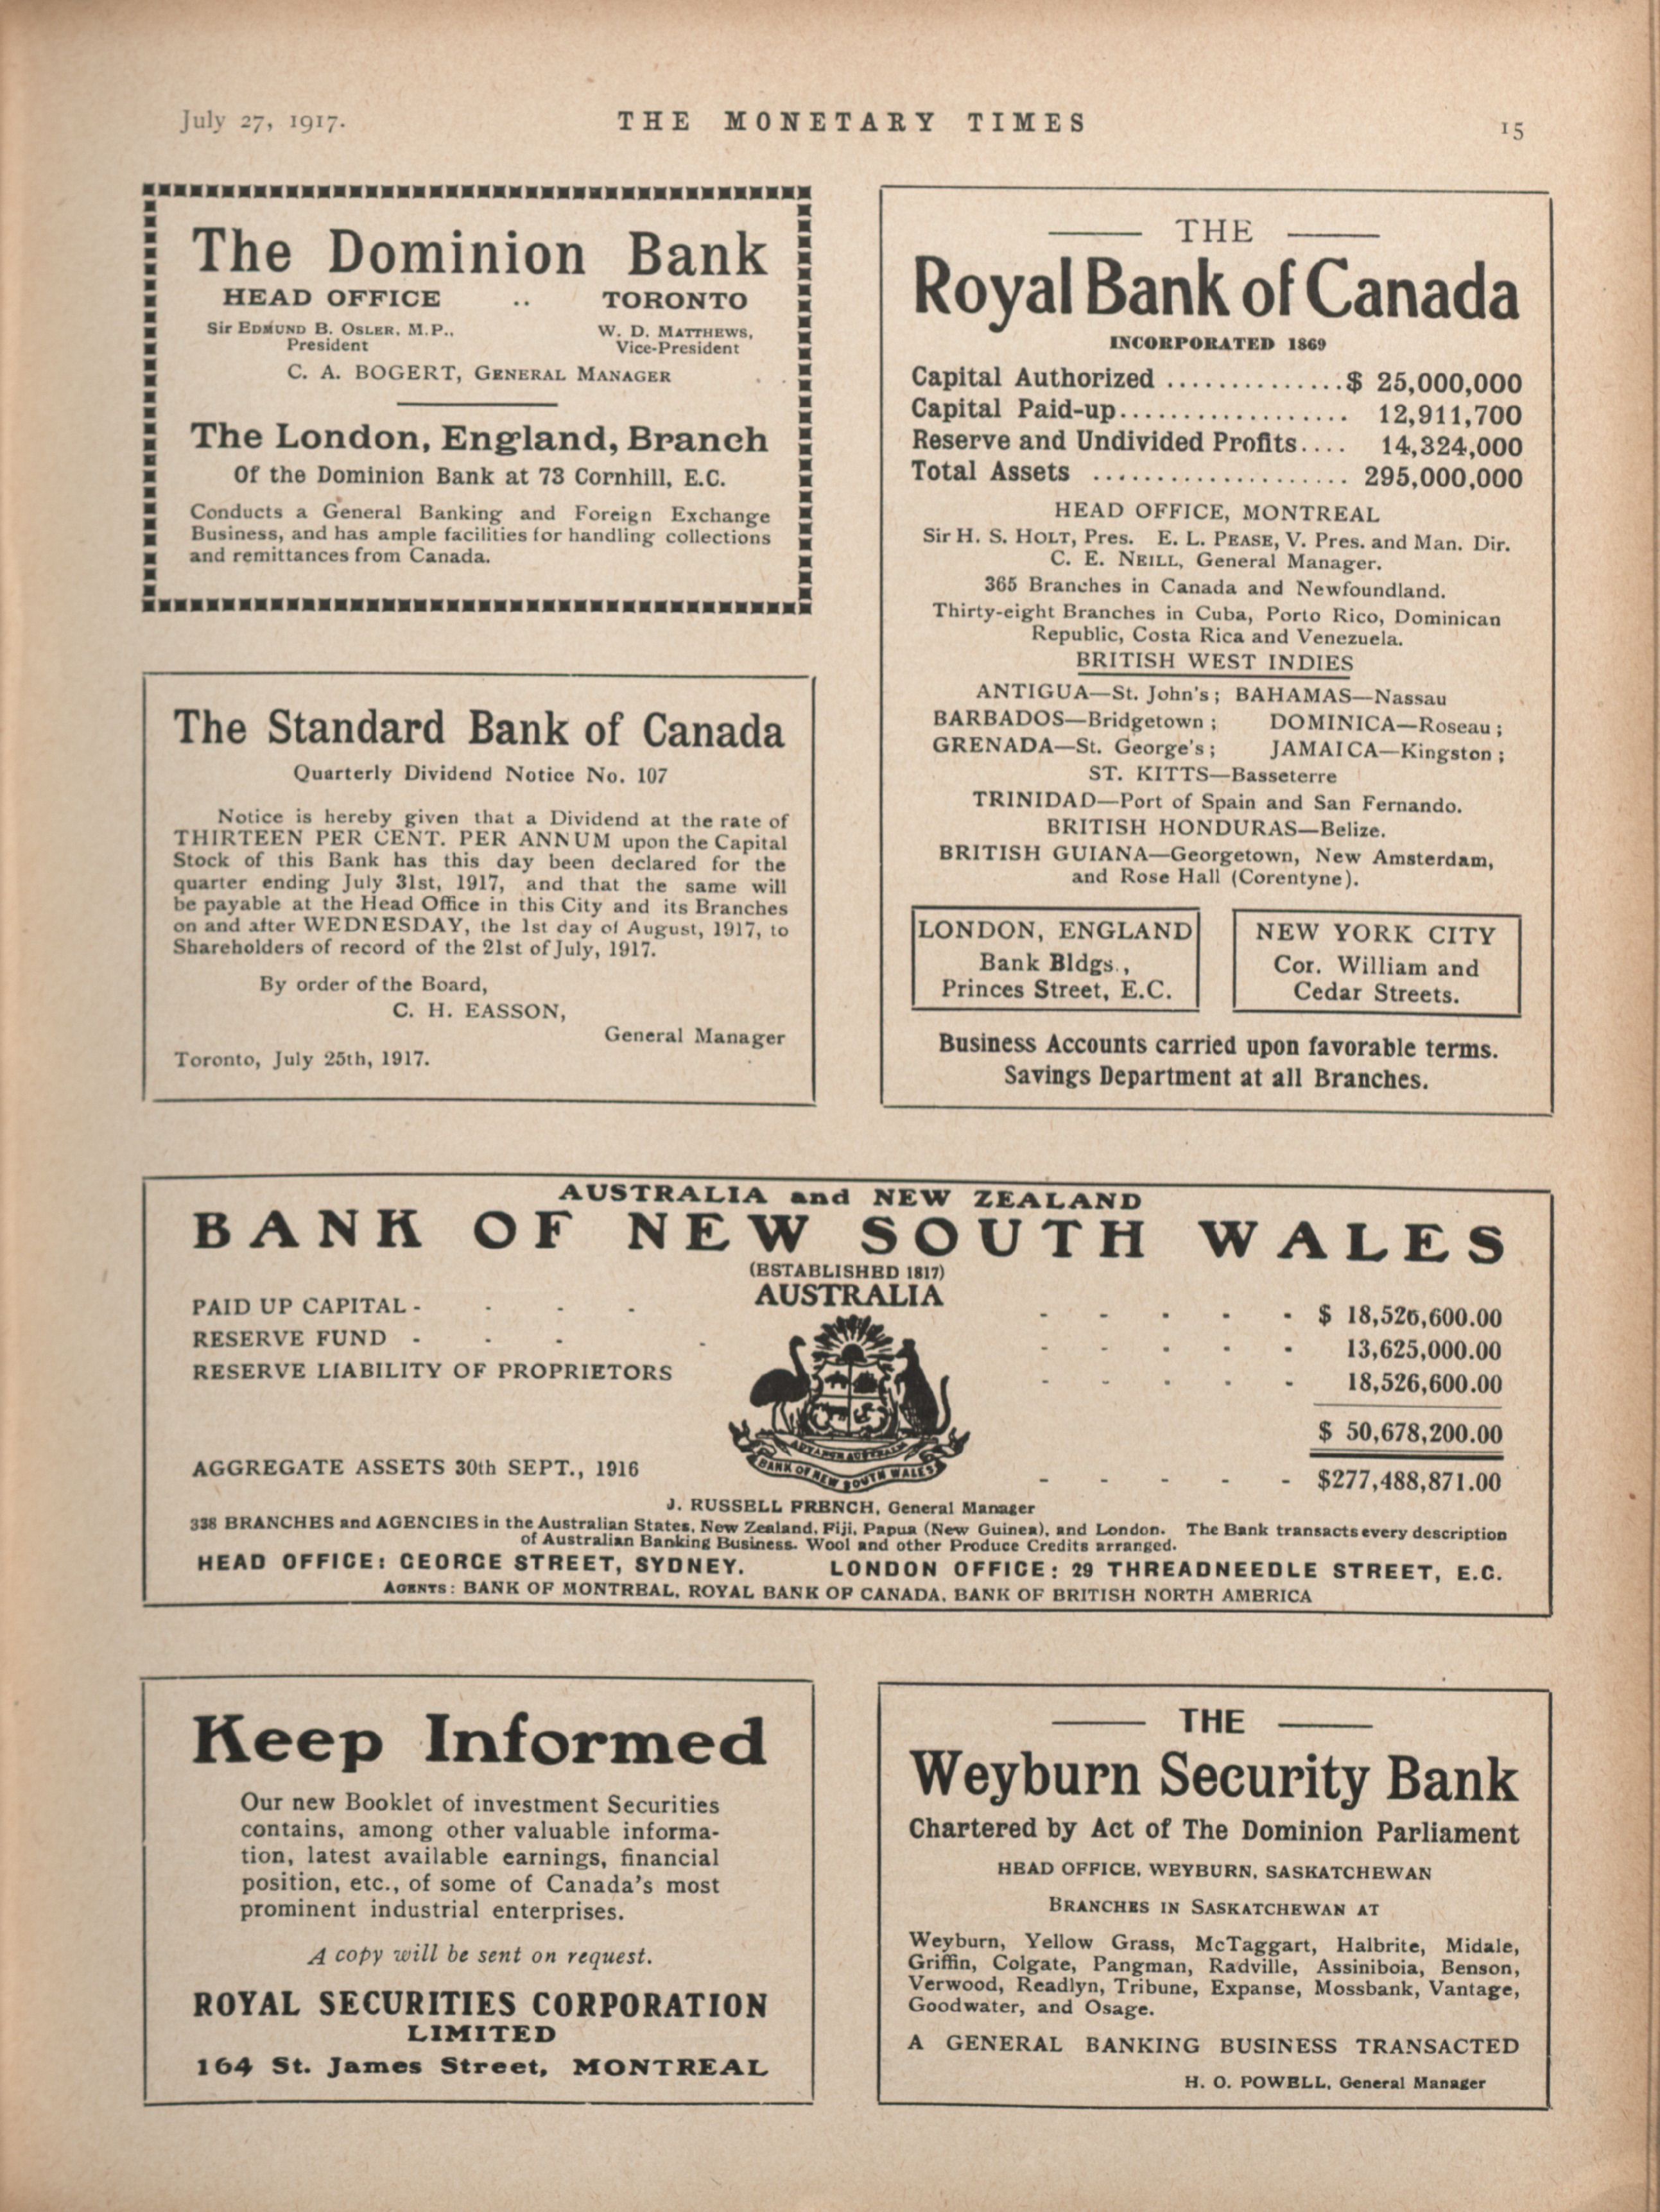 July 27, 1917.
THE MONETARY TIMES
15
The Dominion Bank
HEAD OFFICE .. TORONTO
Sir EDMUND B. OSLER, M.P., W. D. MATTHEWS,
President Vice-President
C. A. BOGERT, GENERAL MANAGER
The London, England, Branch
Of the Dominion Bank at 73 Cornhill, E.C.
Conducts a General Banking and Foreign Exchange
Business, and has ample facilities for handling collections
and remittances from Canada.
The Standard Bank of Canada
Quarterly Dividend Notice No. 107
Notice is hereby given that a Dividend at the rate of
THIRTEEN PER CENT. PER ANNUM upon the Capital
Stock of this Bank has this day been declared for the
quarter ending July 31st, 1917, and that the same will
be payable at the Head Office in this City and its Branches
on and after WEDNESDAY, the 1st day of August, 1917, to
Shareholders of record of the 21st of July, 1917.
By order of the Board,
C. H. EASSON,
General Manager
Toronto, July 25th, 1917.
THE
Royal Bank of Canada
INCORPORATED 1869
Capital Authorized ..............$ 25,000,000
Capital Paid-up.................. 12,911,700
Reserve and Undivided Profits.... 14,324,000
Total Assets .................... 295,000,000
HEAD OFFICE, MONTREAL
Sir H. S. HOLT, Pres. E. L. PEASE, V. Pres. and Man. Dir.
C. E. NEILL, General Manager.
365 Branches in Canada and Newfoundland.
Thirty-eight Branches in Cuba, Porto Rico, Dominican
Republic, Costa Rica and Venezuela.
BRITISH WEST INDIES
ANTIGUA—St. John's; BAHAMAS—Nassau
BARBADOS—Bridgetown; DOMINICA—Roseau;
GRENADA—St. George's; JAMAICA—Kingston;
ST. KITTS—Basseterre
TRINIDAD—Port of Spain and San Fernando.
BRITISH HONDURAS—Belize.
BRITISH GUIANA—Georgetown, New Amsterdam,
and Rose Hall (Corentyne).
LONDON, ENGLAND
Bank Bldgs.,
Princes Street, E.C.
NEW YORK CITY
Cor. William and
Cedar Streets.
Business Accounts carried upon favorable terms.
Savings Department at all Branches.
AUSTRALIA and NEW ZEALAND
BANK OF NEW SOUTH WALES
(ESTABLISHED 1817)
AUSTRALIA
PAID UP CAPITAL - - - - - - - - - $ 18,526,600.00
RESERVE FUND - - - - - - - - - 13,625,000.00
RESERVE LIABILITY OF PROPRIETORS - - - - - 18,526,600.00
$ 50,678,200.00
AGGREGATE ASSETS 30th SEPT., 1916 - - - - - $277,488,871.00
ADVANCE AUSTRALIA
BANK OF NEW SOUTH WALES
J. RUSSELL FRENCH, General Manager
338 BRANCHES and AGENCIES in the Australian States, New Zealand, Fiji, Papua (New Guinea), and London. The Bank transacts every description
of Australian Banking Business. Wool and other Produce Credits arranged.
HEAD OFFICE: GEORGE STREET, SYDNEY. LONDON OFFICE: 29 THREADNEEDLE STREET, E.C.
AGENTS: BANK OF MONTREAL, ROYAL BANK OF CANADA, BANK OF BRITISH NORTH AMERICA
Keep Informed
Our new Booklet of investment Securities
contains, among other valuable informa-
tion, latest available earnings, financial
position, etc., of some of Canada's most
prominent industrial enterprises.
A copy will be sent on request.
ROYAL SECURITIES CORPORATION
LIMITED
164 St. James Street, MONTREAL
THE
Weyburn Security Bank
Chartered by Act of The Dominion Parliament
HEAD OFFICE, WEYBURN, SASKATCHEWAN
BRANCHES IN SASKATCHEWAN AT
Weyburn, Yellow Grass, McTaggart, Halbrite, Midale,
Griffin, Colgate, Pangman, Radville, Assiniboia, Benson,
Verwood, Readlyn, Tribune, Expanse, Mossbank, Vantage,
Goodwater, and Osage.
A GENERAL BANKING BUSINESS TRANSACTED
H. O. POWELL, General Manager